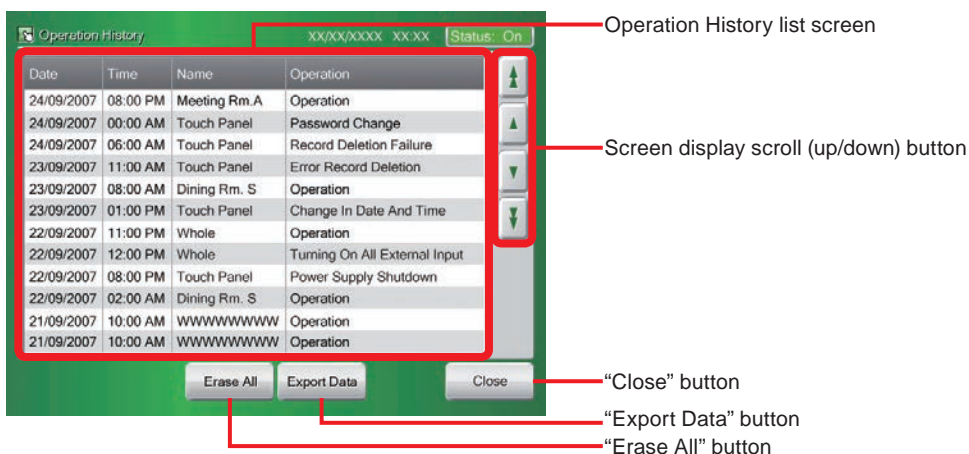 Operation History XX/XX/XXXX XX:XX Status: On
Operation History list screen
Date Time Name Operation
24/09/2007 08:00 PM Meeting Rm.A Operation
24/09/2007 00:00 AM Touch Panel Password Change
24/09/2007 06:00 AM Touch Panel Record Deletion Failure
Screen display scroll (up/down) button
23/09/2007 11:00 AM Touch Panel Error Record Deletion
23/09/2007 08:00 AM Dining Rm. S Operation
23/09/2007 01:00 PM Touch Panel Change In Date And Time
22/09/2007 11:00 PM Whole Operation
22/09/2007 12:00 PM Whole Turning On All External Input
22/09/2007 08:00 PM Touch Panel Power Supply Shutdown
22/09/2007 02:00 AM Dining Rm. S Operation
21/09/2007 10:00 AM WWWWWWWW Operation
21/09/2007 10:00 AM WWWWWWWW Operation
Erase All Export Data Close
“Close” button
“Export Data” button
“Erase All” button